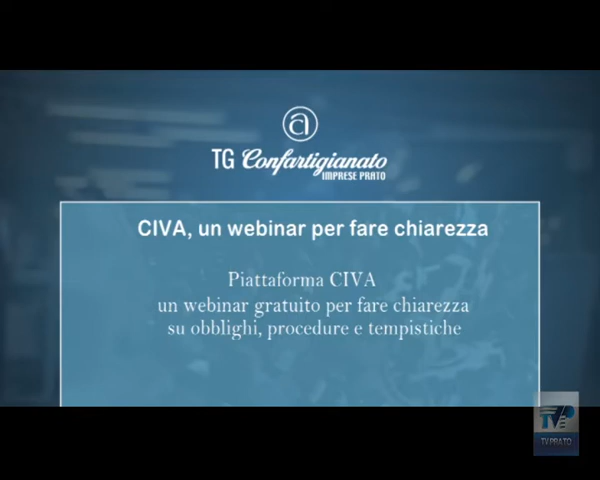 TG Confartigianato
IMPRESE PRATO
CIVA, un webinar per fare chiarezza
Piattaforma CIVA
un webinar gratuito per fare chiarezza
su obblighi, procedure e tempistiche
TVP
TV PRATO